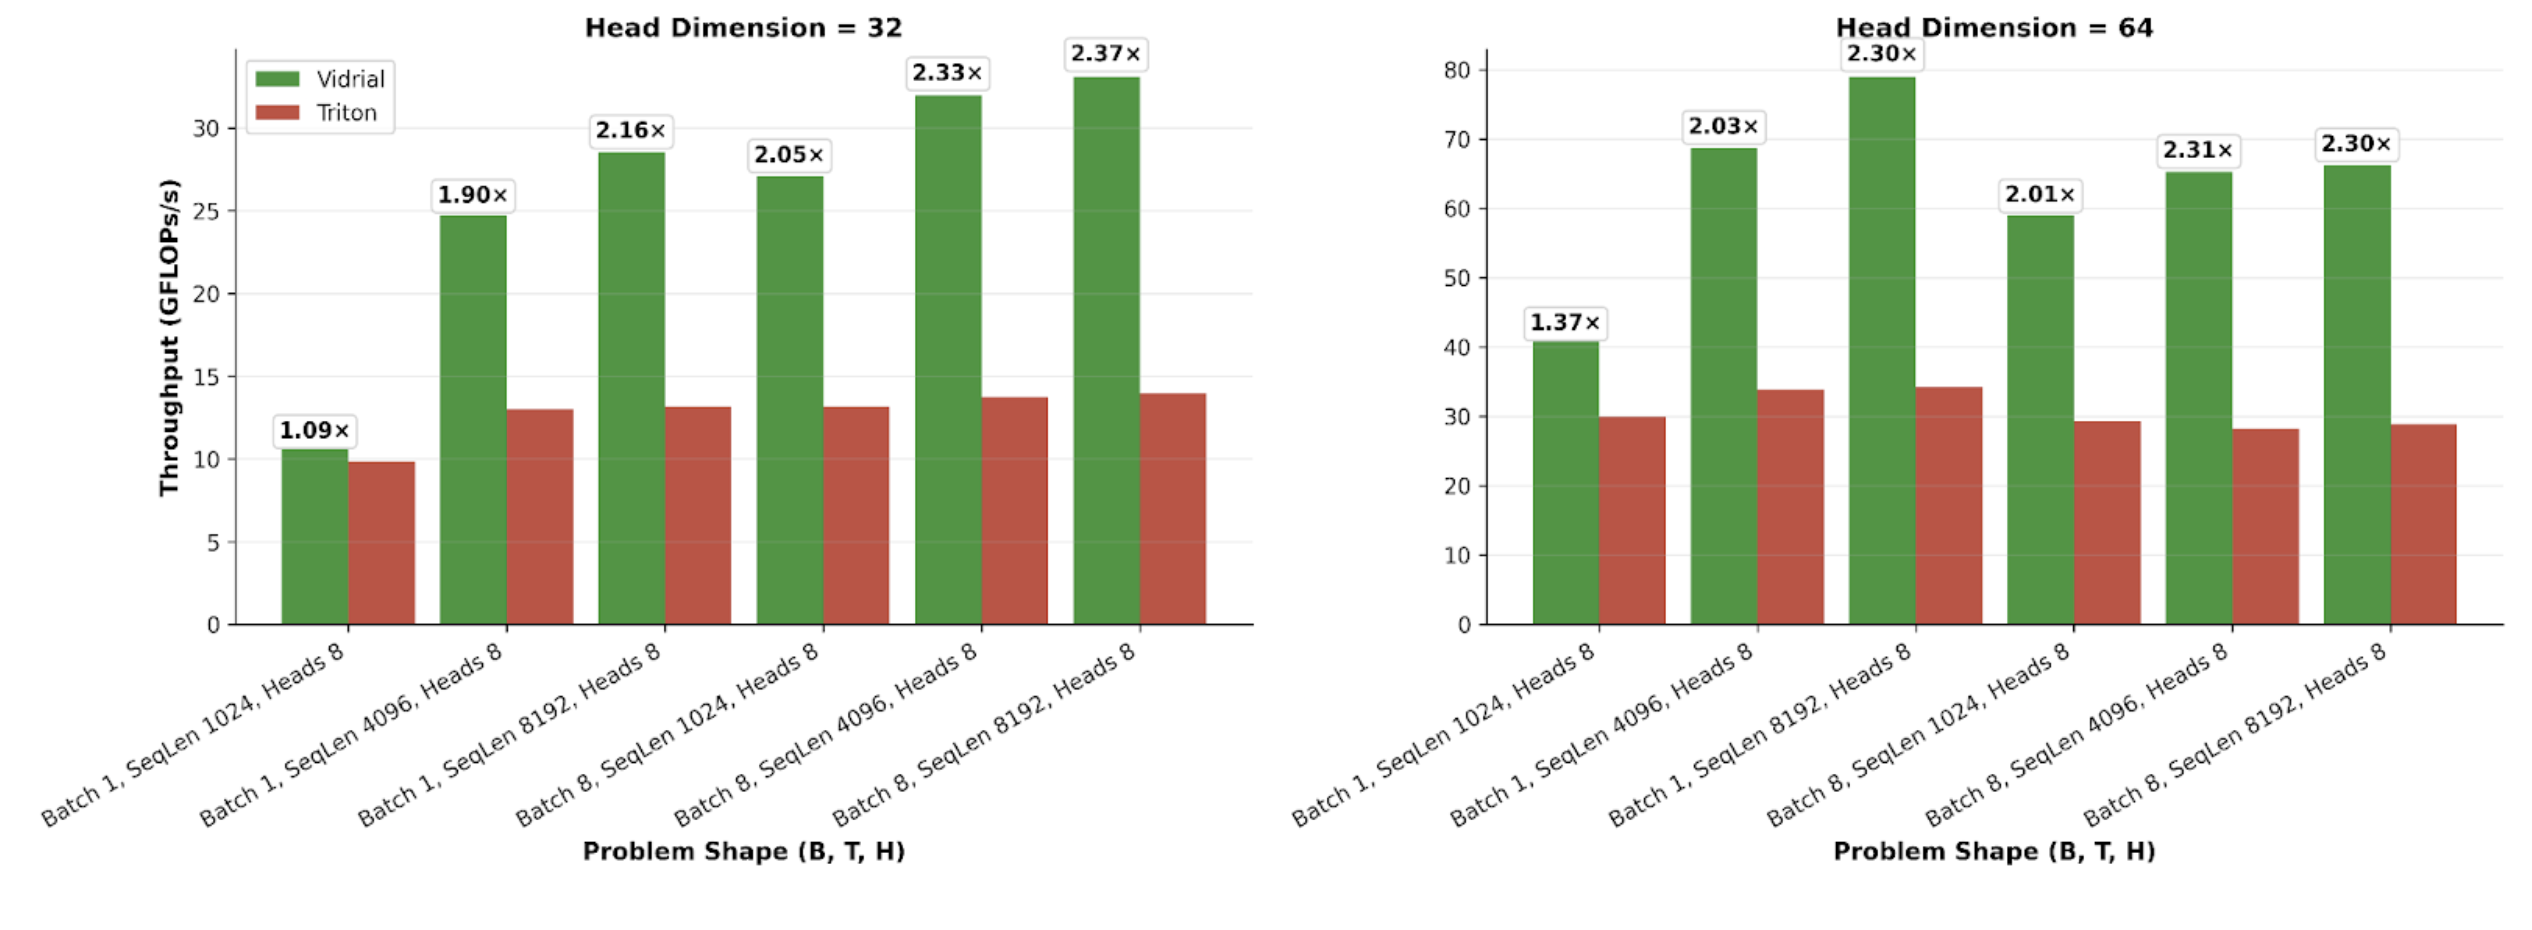 Head Dimension = 32
Vidrial
Triton
1.09×
1.90×
2.16×
2.05×
2.33×
2.37×
Throughput (GFLOPs/s)
30
25
20
15
10
5
0
Batch 1, SeqLen 1024, Heads 8
Batch 1, SeqLen 4096, Heads 8
Batch 1, SeqLen 8192, Heads 8
Batch 8, SeqLen 1024, Heads 8
Batch 8, SeqLen 4096, Heads 8
Batch 8, SeqLen 8192, Heads 8
Problem Shape (B, T, H)
Head Dimension = 64
1.37×
2.03×
2.30×
2.01×
2.31×
2.30×
80
70
60
50
40
30
20
10
0
Batch 1, SeqLen 1024, Heads 8
Batch 1, SeqLen 4096, Heads 8
Batch 1, SeqLen 8192, Heads 8
Batch 8, SeqLen 1024, Heads 8
Batch 8, SeqLen 4096, Heads 8
Batch 8, SeqLen 8192, Heads 8
Problem Shape (B, T, H)